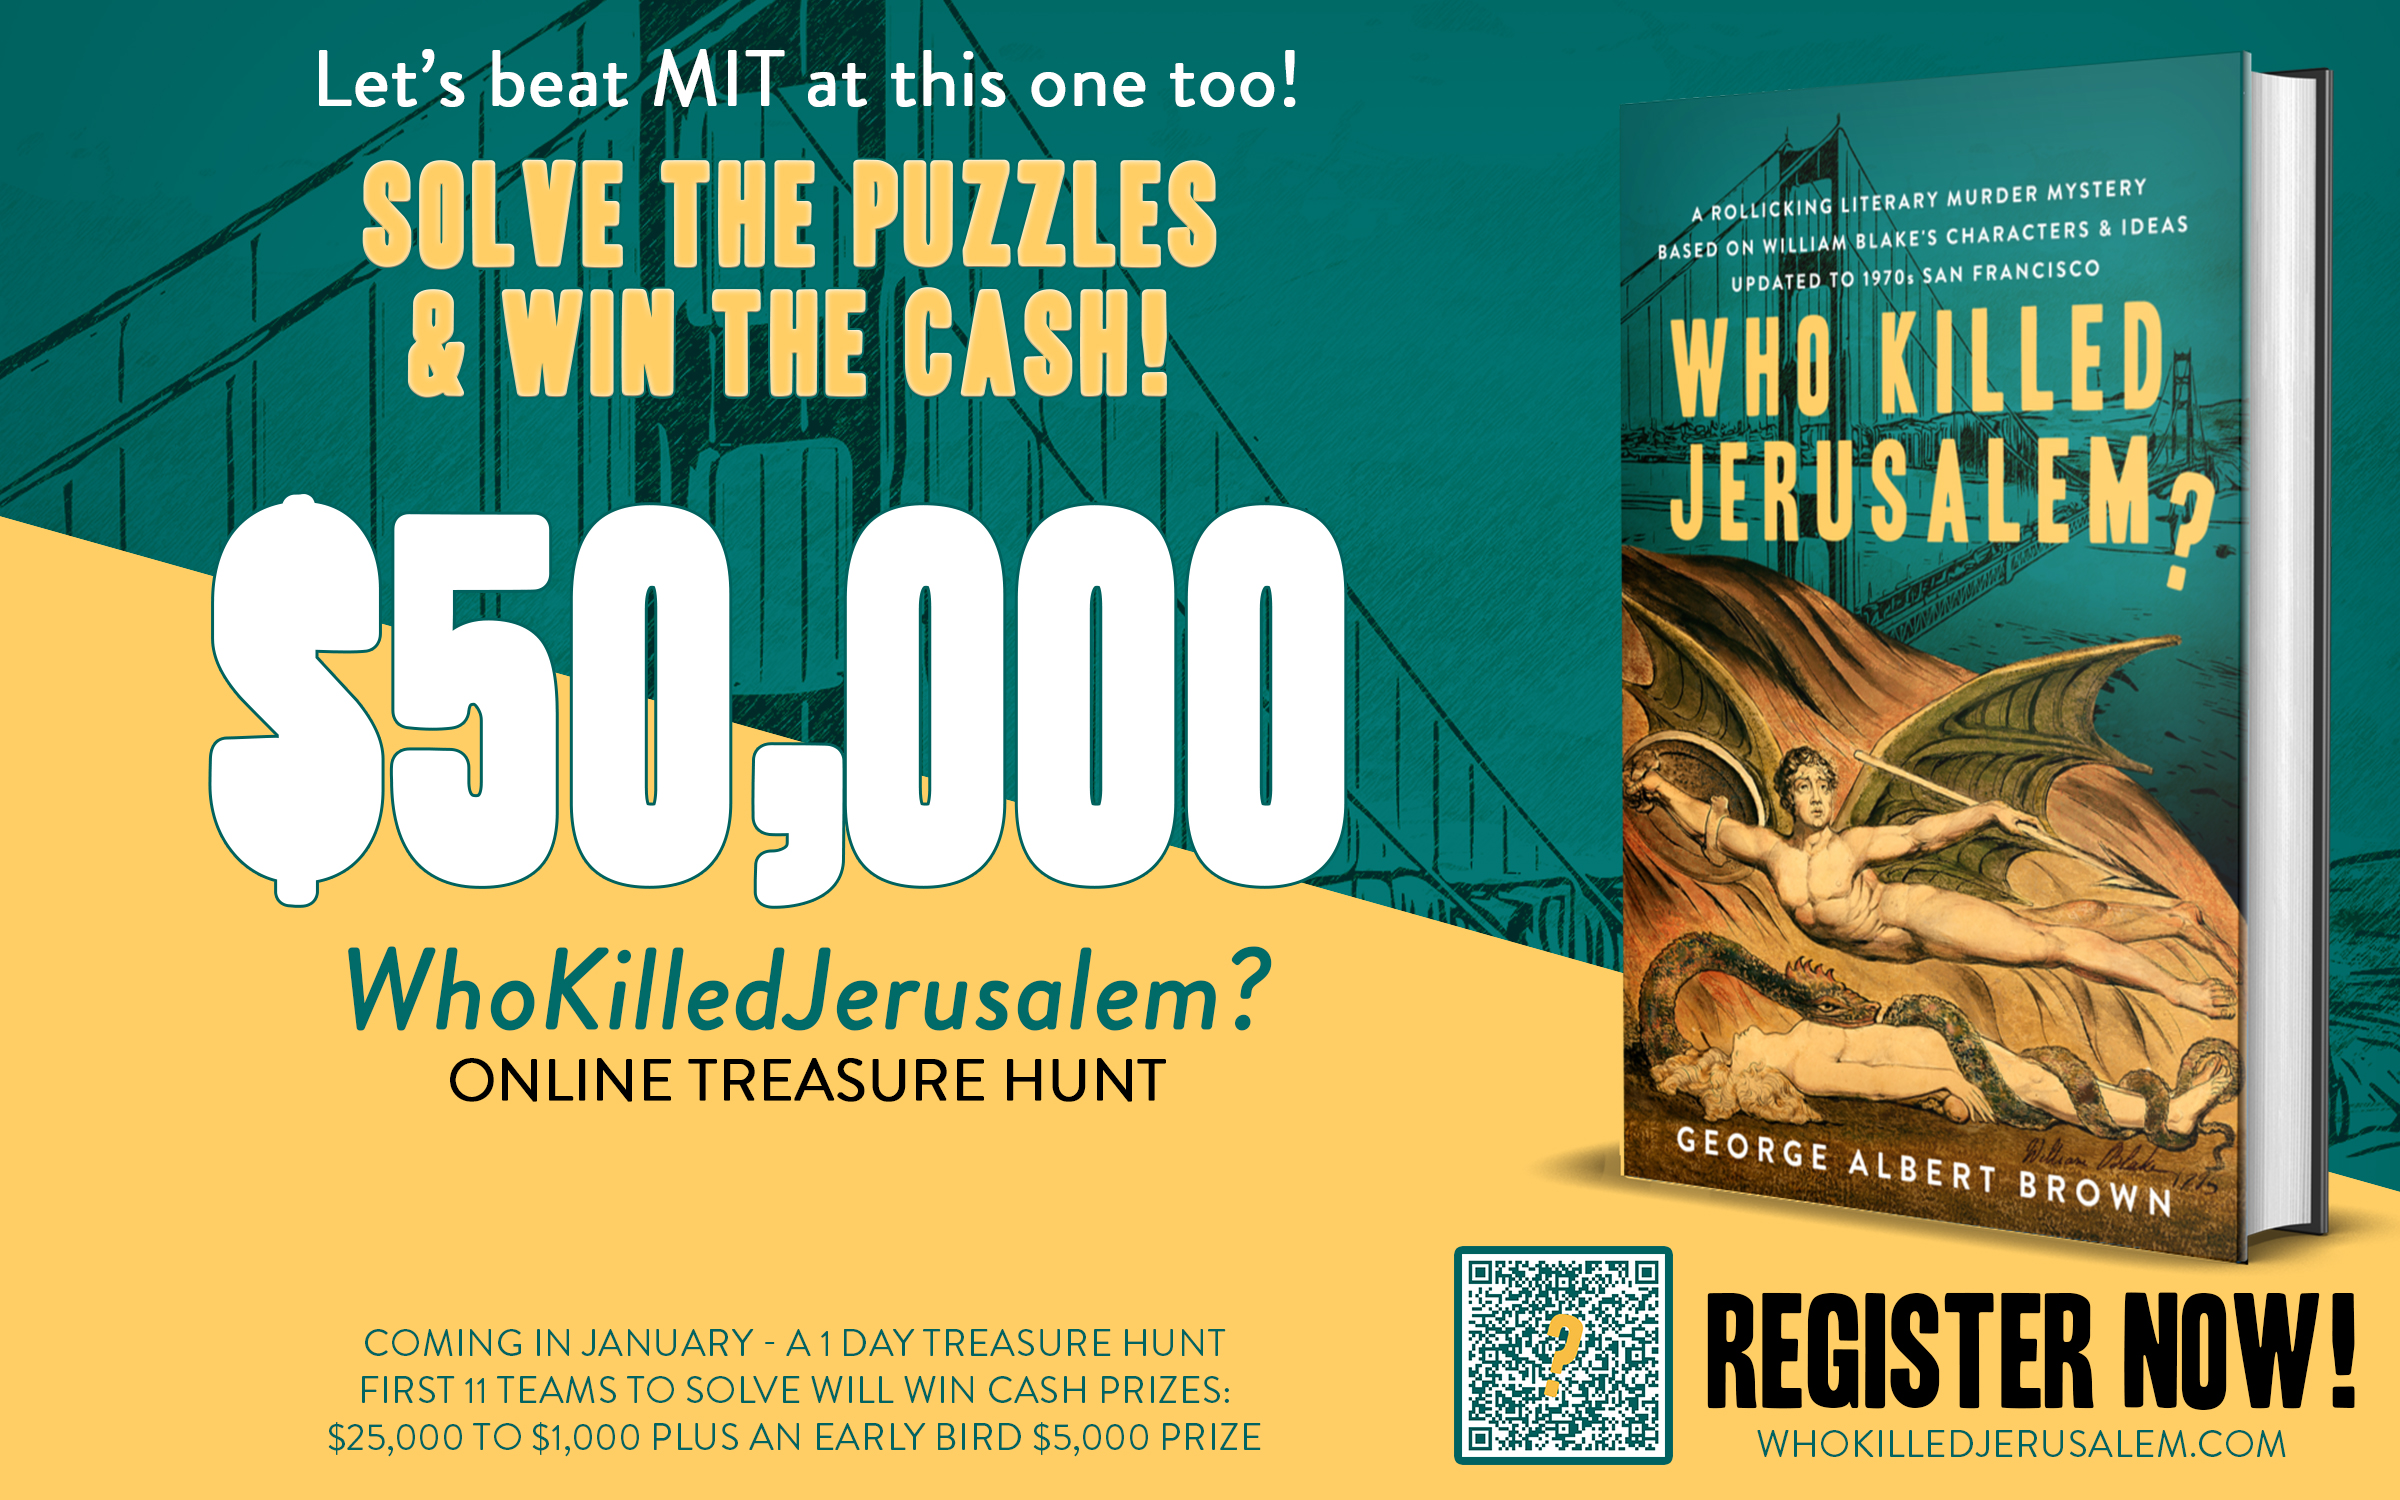 Let's beat MIT at this one too!
SOLVE THE PUZZLES
& WIN THE CASH!
$50,000
WhoKilledJerusalem?
ONLINE TREASURE HUNT
COMING IN JANUARY - A 1 DAY TREASURE HUNT
FIRST 11 TEAMS TO SOLVE WILL WIN CASH PRIZES:
$25,000 TO $1,000 PLUS AN EARLY BIRD $5,000 PRIZE
A ROLLICKING LITERARY MURDER MYSTERY
BASED ON WILLIAM BLAKE'S CHARACTERS & IDEAS
UPDATED TO 1970s SAN FRANCISCO
WHO KILLED
JERUSALEM?
William Blake
GEORGE ALBERT BROWN
?
REGISTER NOW!
WHOKILLEDJERUSALEM.COM